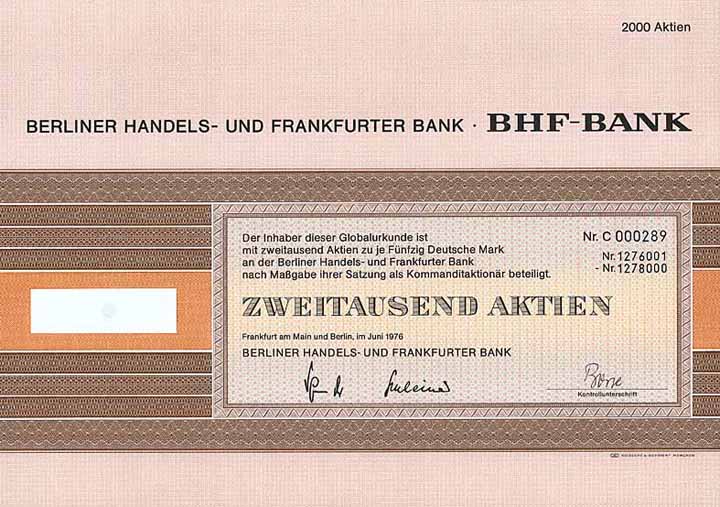 2000 Aktien
BERLINER HANDELS- UND FRANKFURTER BANK · BHF-BANK
Der Inhaber dieser Globalurkunde ist
mit zweitausend Aktien zu je Fünfzig Deutsche Mark
an der Berliner Handels- und Frankfurter Bank
nach Maßgabe ihrer Satzung als Kommanditaktionär beteiligt.
Nr. C 000289
Nr. 1276001
- Nr. 1278000
ZWEITAUSEND AKTIEN
Frankfurt am Main und Berlin, im Juni 1976
BERLINER HANDELS- UND FRANKFURTER BANK
Kontrollunterschrift
GIESECKE & DEVRIENT MÜNCHEN